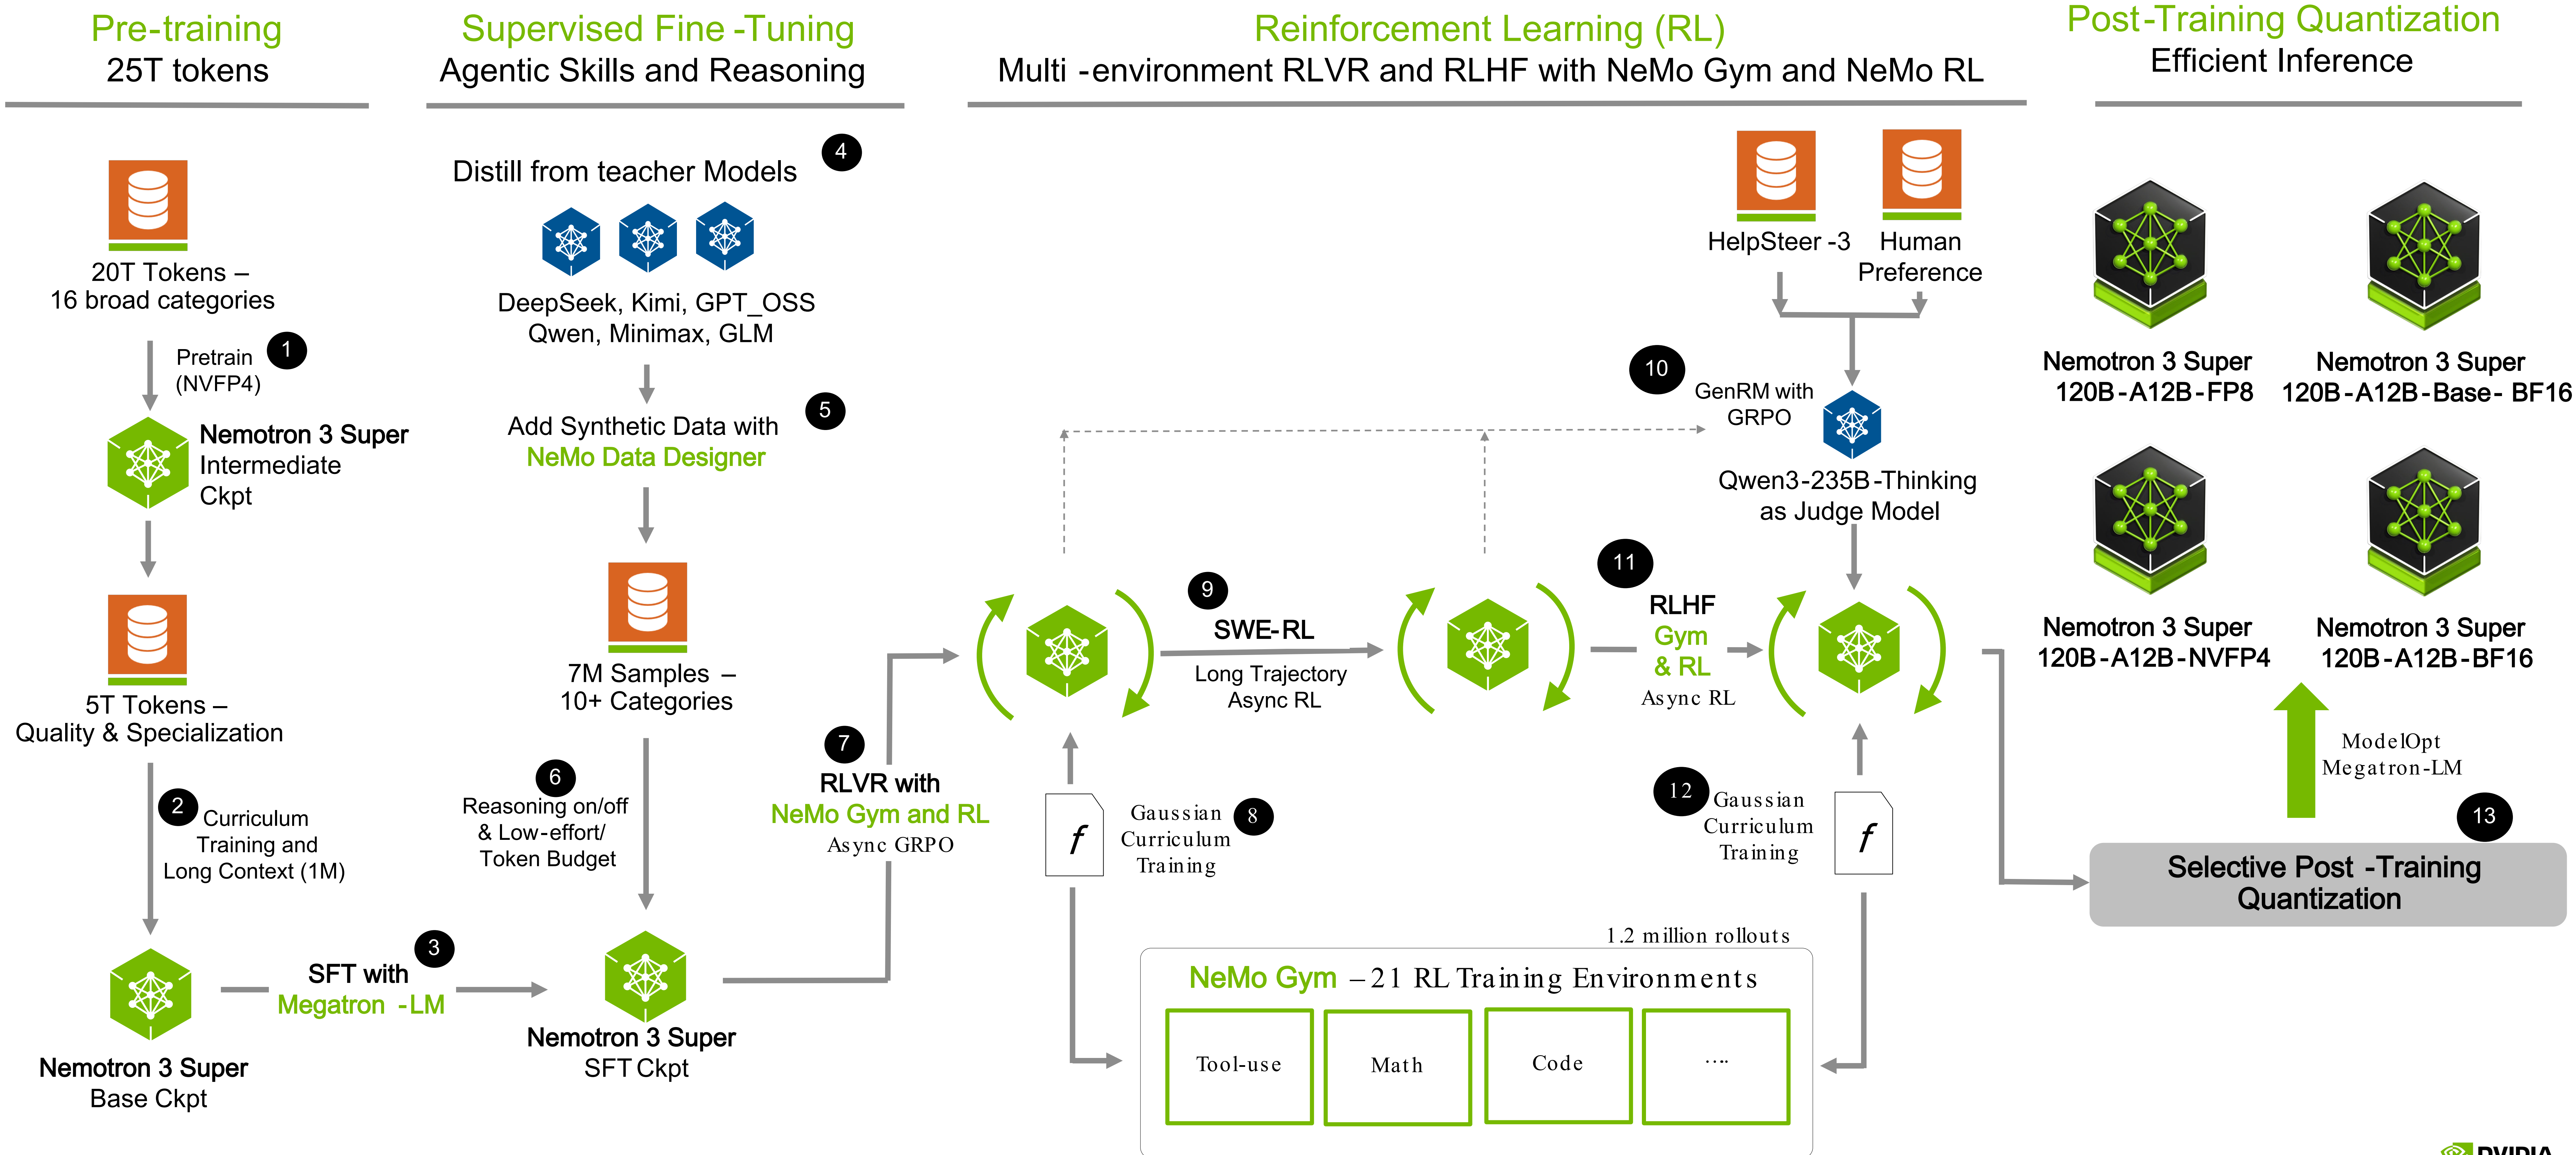 Pre-training
25T tokens
20T Tokens –
16 broad categories
Pretrain
(NVFP4)
1
Nemotron 3 Super
Intermediate
Ckpt
5T Tokens –
Quality & Specialization
2
Curriculum
Training and
Long Context (1M)
Nemotron 3 Super
Base Ckpt
SFT with
Megatron -LM
3
Supervised Fine -Tuning
Agentic Skills and Reasoning
Distill from teacher Models
4
DeepSeek, Kimi, GPT_OSS
Qwen, Minimax, GLM
Add Synthetic Data with
NeMo Data Designer
5
7M Samples –
10+ Categories
6
Reasoning on/off
& Low-effort/
Token Budget
Nemotron 3 Super
SFT Ckpt
7
RLVR with
NeMo Gym and RL
Async GRPO
Reinforcement Learning (RL)
Multi -environment RLVR and RLHF with NeMo Gym and NeMo RL
f
Gaussian
Curriculum
Training
8
9
SWE-RL
Long Trajectory
Async RL
HelpSteer -3
Human
Preference
10
GenRM with
GRPO
Qwen3-235B-Thinking
as Judge Model
11
RLHF
Gym
& RL
Async RL
12
Gaussian
Curriculum
Training
f
1.2 million rollouts
NeMo Gym – 21 RL Training Environments
Tool-use
Math
Code
....
Post-Training Quantization
Efficient Inference
Nemotron 3 Super
120B-A12B-FP8
Nemotron 3 Super
120B-A12B-Base- BF16
Nemotron 3 Super
120B-A12B-NVFP4
Nemotron 3 Super
120B-A12B-BF16
ModelOpt
Megatron-LM
13
Selective Post -Training
Quantization
NVIDIA